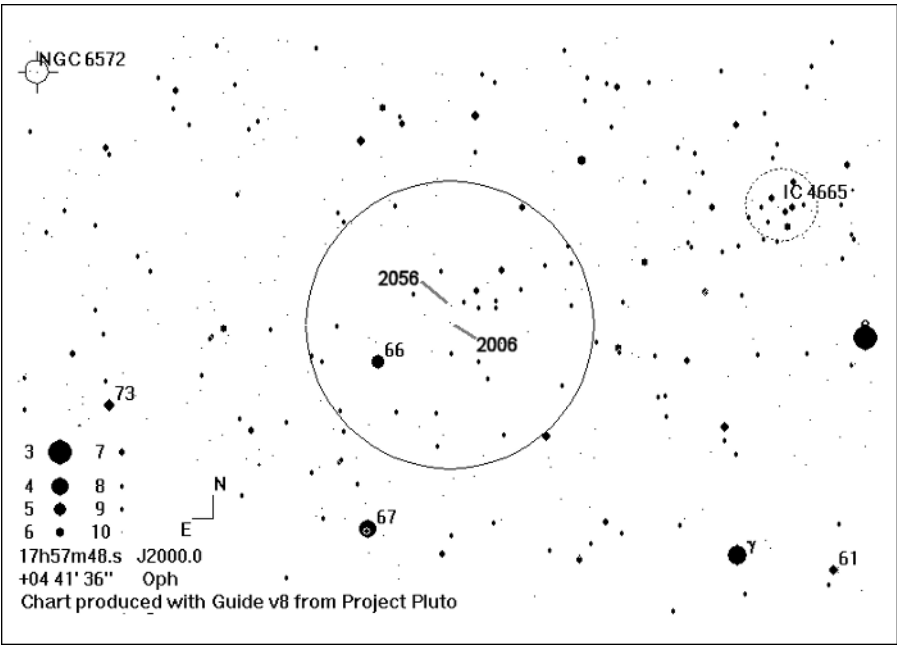 NGC 6572
IC 4665
2056
2006
66
β
73
3 7
4 8
5 9
6 10
N
E
67
γ
61
17h57m48.s J2000.0
+04 41' 36" Oph
Chart produced with Guide v8 from Project Pluto